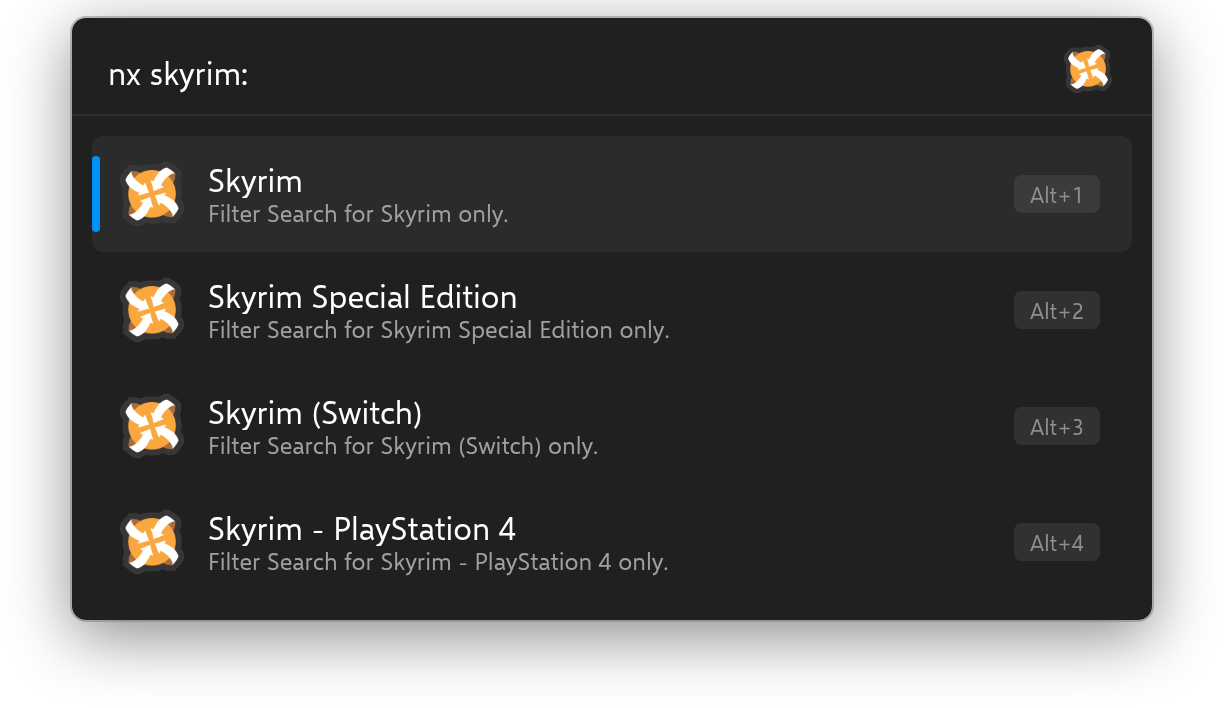 nx skyrim:
Skyrim
Filter Search for Skyrim only.
Alt+1
Skyrim Special Edition
Filter Search for Skyrim Special Edition only.
Alt+2
Skyrim (Switch)
Filter Search for Skyrim (Switch) only.
Alt+3
Skyrim - PlayStation 4
Filter Search for Skyrim - PlayStation 4 only.
Alt+4